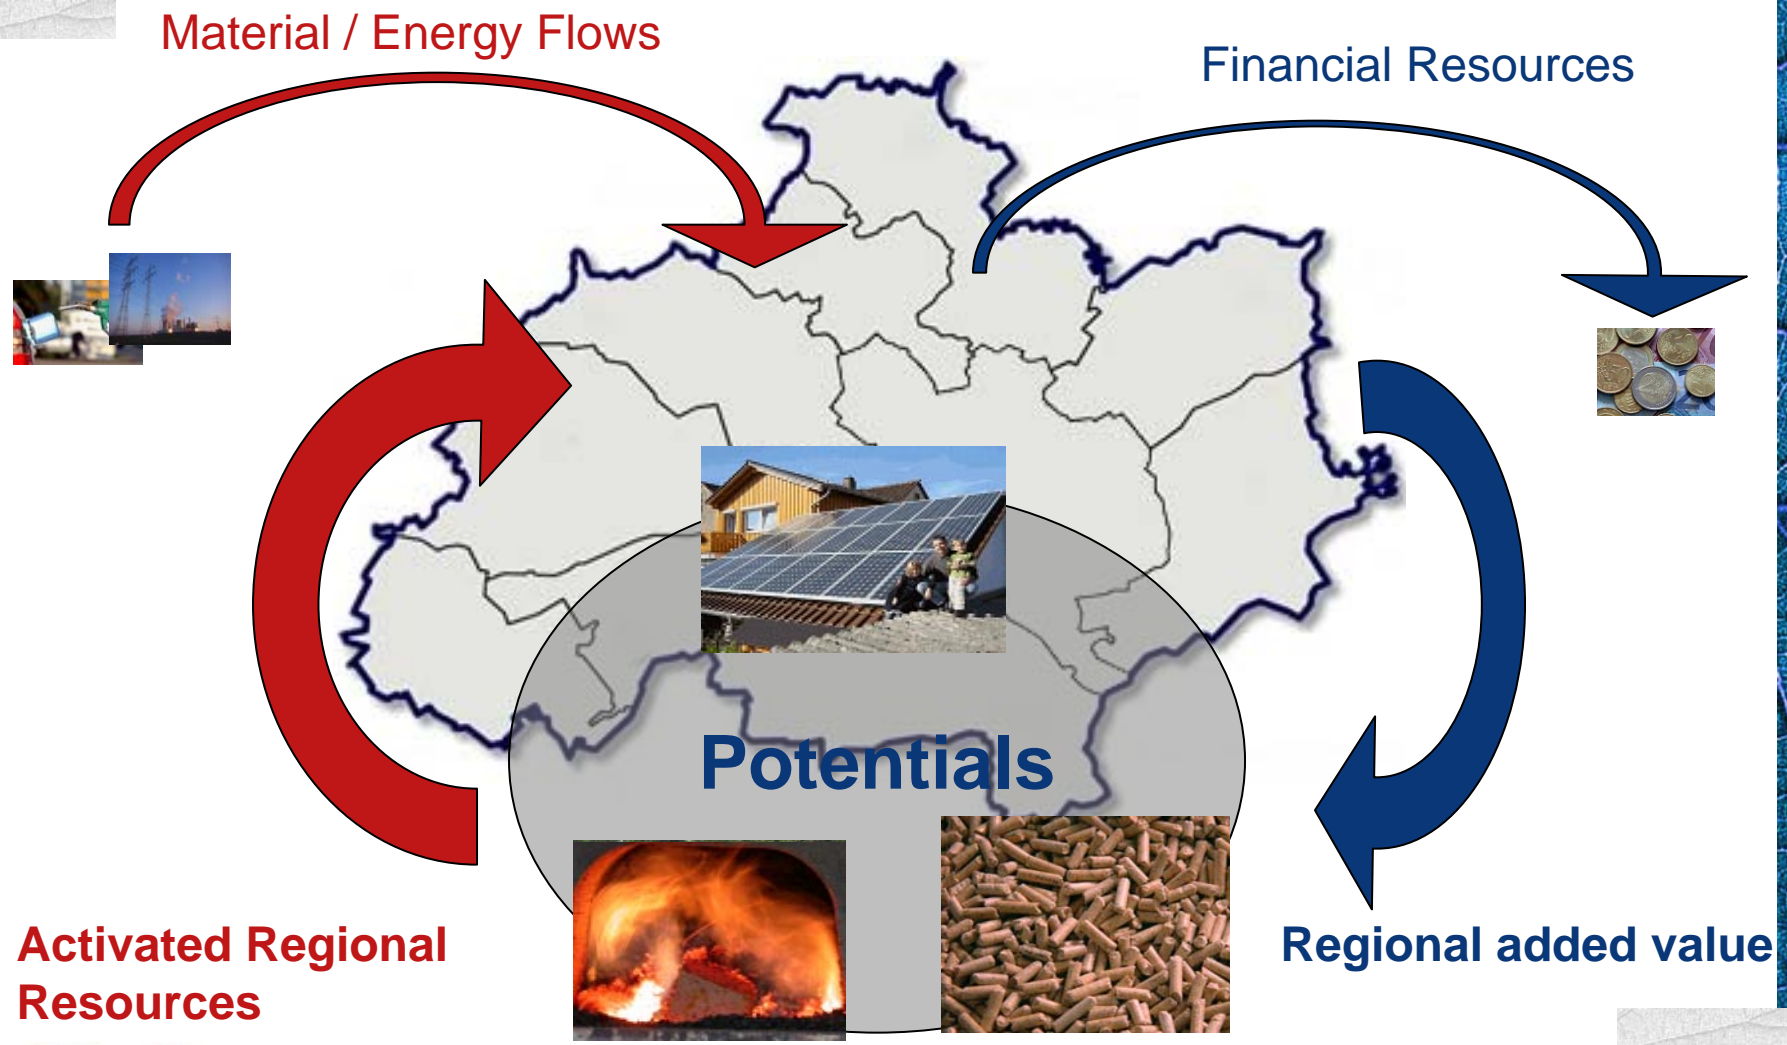 Material / Energy Flows
Financial Resources
Potentials
Activated Regional
Resources
Regional added value